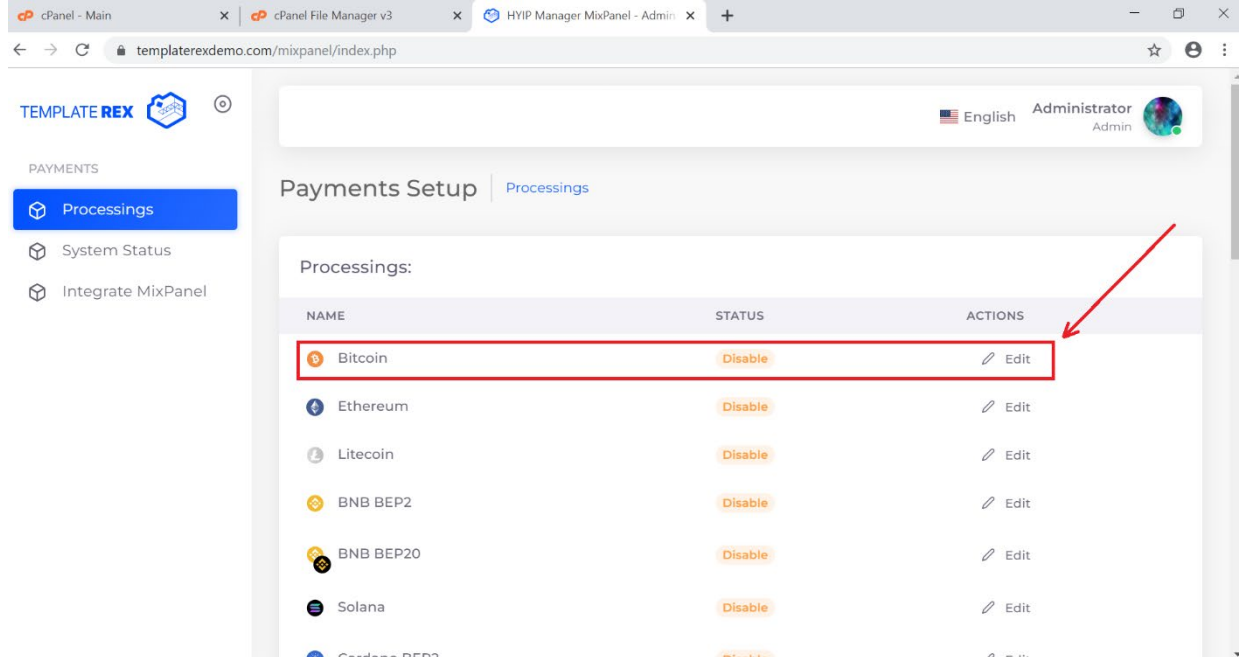 cPanel - Main
cPanel File Manager v3
HYIP Manager MixPanel - Admin
templaterexdemo.com/mixpanel/index.php
TEMPLATE REX
English
Administrator
Admin
PAYMENTS
Processings
System Status
Integrate MixPanel
Payments Setup
Processings
Processings:
NAME STATUS ACTIONS
Bitcoin Disable Edit
Ethereum Disable Edit
Litecoin Disable Edit
BNB BEP2 Disable Edit
BNB BEP20 Disable Edit
Solana Disable Edit
Cardano BEP2